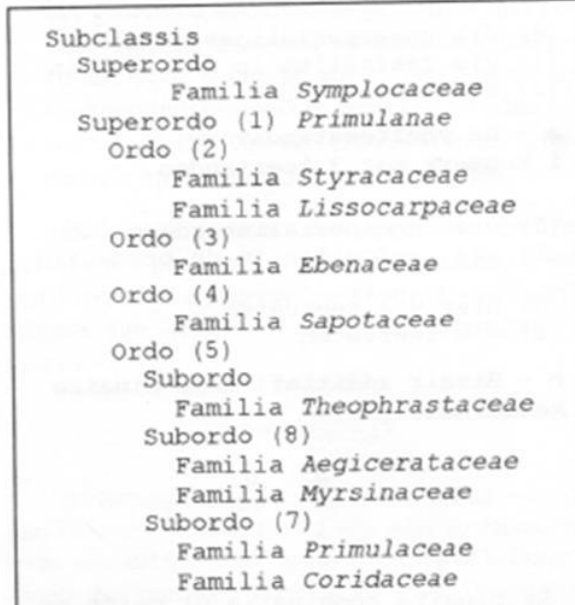 Subclassis
Superordo
Familia Symplocaceae
Superordo (1) Primulanae
Ordo (2)
Familia Styracaceae
Familia Lissocarpaceae
Ordo (3)
Familia Ebenaceae
Ordo (4)
Familia Sapotaceae
Ordo (5)
Subordo
Familia Theophrastaceae
Subordo (8)
Familia Aegicerataceae
Familia Myrsinaceae
Subordo (7)
Familia Primulaceae
Familia Coridaceae